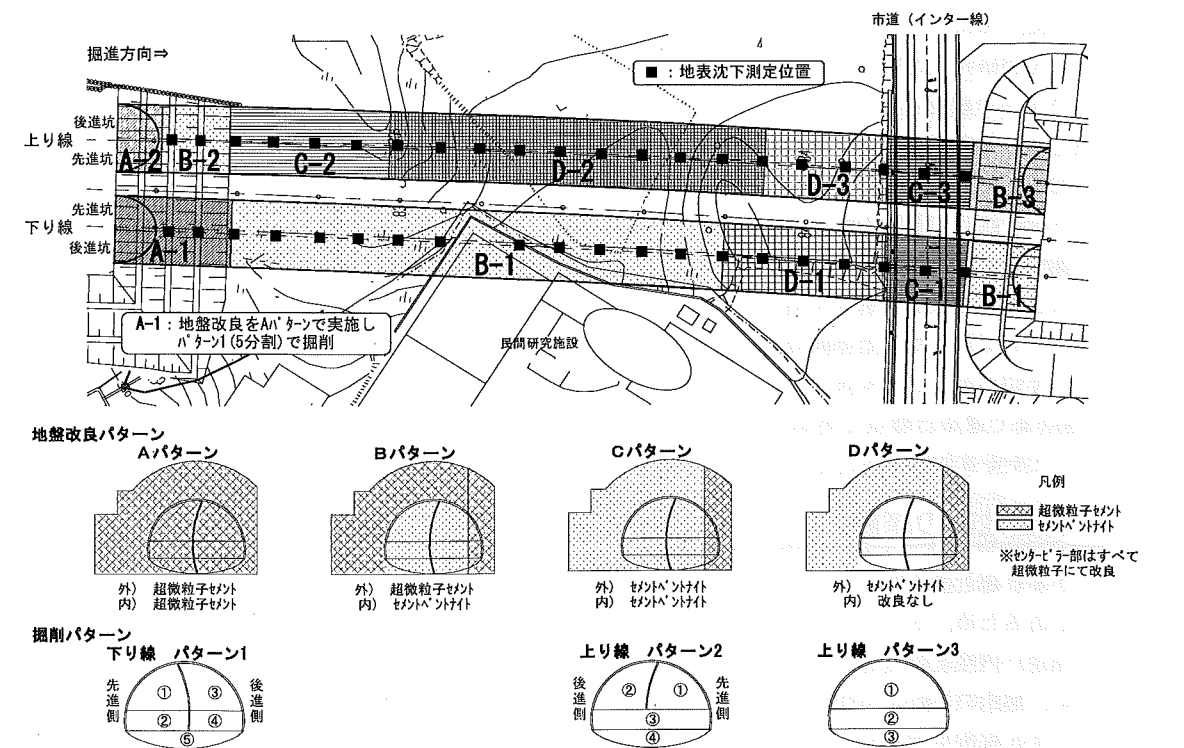 市道（インター線）
掘進方向⇒
■：地表沈下測定位置
後進坑
上り線
先進坑
A-2
B-2
C-2
D-2
D-3
C-3
B-3
先進坑
下り線
後進坑
A-1
B-1
D-1
C-1
B-1
A-1：地盤改良をAﾊﾟﾀｰﾝで実施し
ﾊﾟﾀｰﾝ1(5分割)で掘削
民間研究施設
地盤改良パターン
Aパターン
Bパターン
Cパターン
Dパターン
凡例
超微粒子ｾﾒﾝﾄ
ｾﾒﾝﾄﾍﾞﾝﾄﾅｲﾄ
※ｾﾝﾀｰﾋﾟﾗｰ部はすべて
超微粒子にて改良
外） 超微粒子ｾﾒﾝﾄ
内） 超微粒子ｾﾒﾝﾄ
外） 超微粒子ｾﾒﾝﾄ
内） ｾﾒﾝﾄﾍﾞﾝﾄﾅｲﾄ
外） ｾﾒﾝﾄﾍﾞﾝﾄﾅｲﾄ
内） ｾﾒﾝﾄﾍﾞﾝﾄﾅｲﾄ
外） ｾﾒﾝﾄﾍﾞﾝﾄﾅｲﾄ
内） 改良なし
掘削パターン
下り線 パターン1
先進側
① ③
② ④
⑤
後進側
上り線 パターン2
後進側
② ①
③
④
先進側
上り線 パターン3
①
②
③